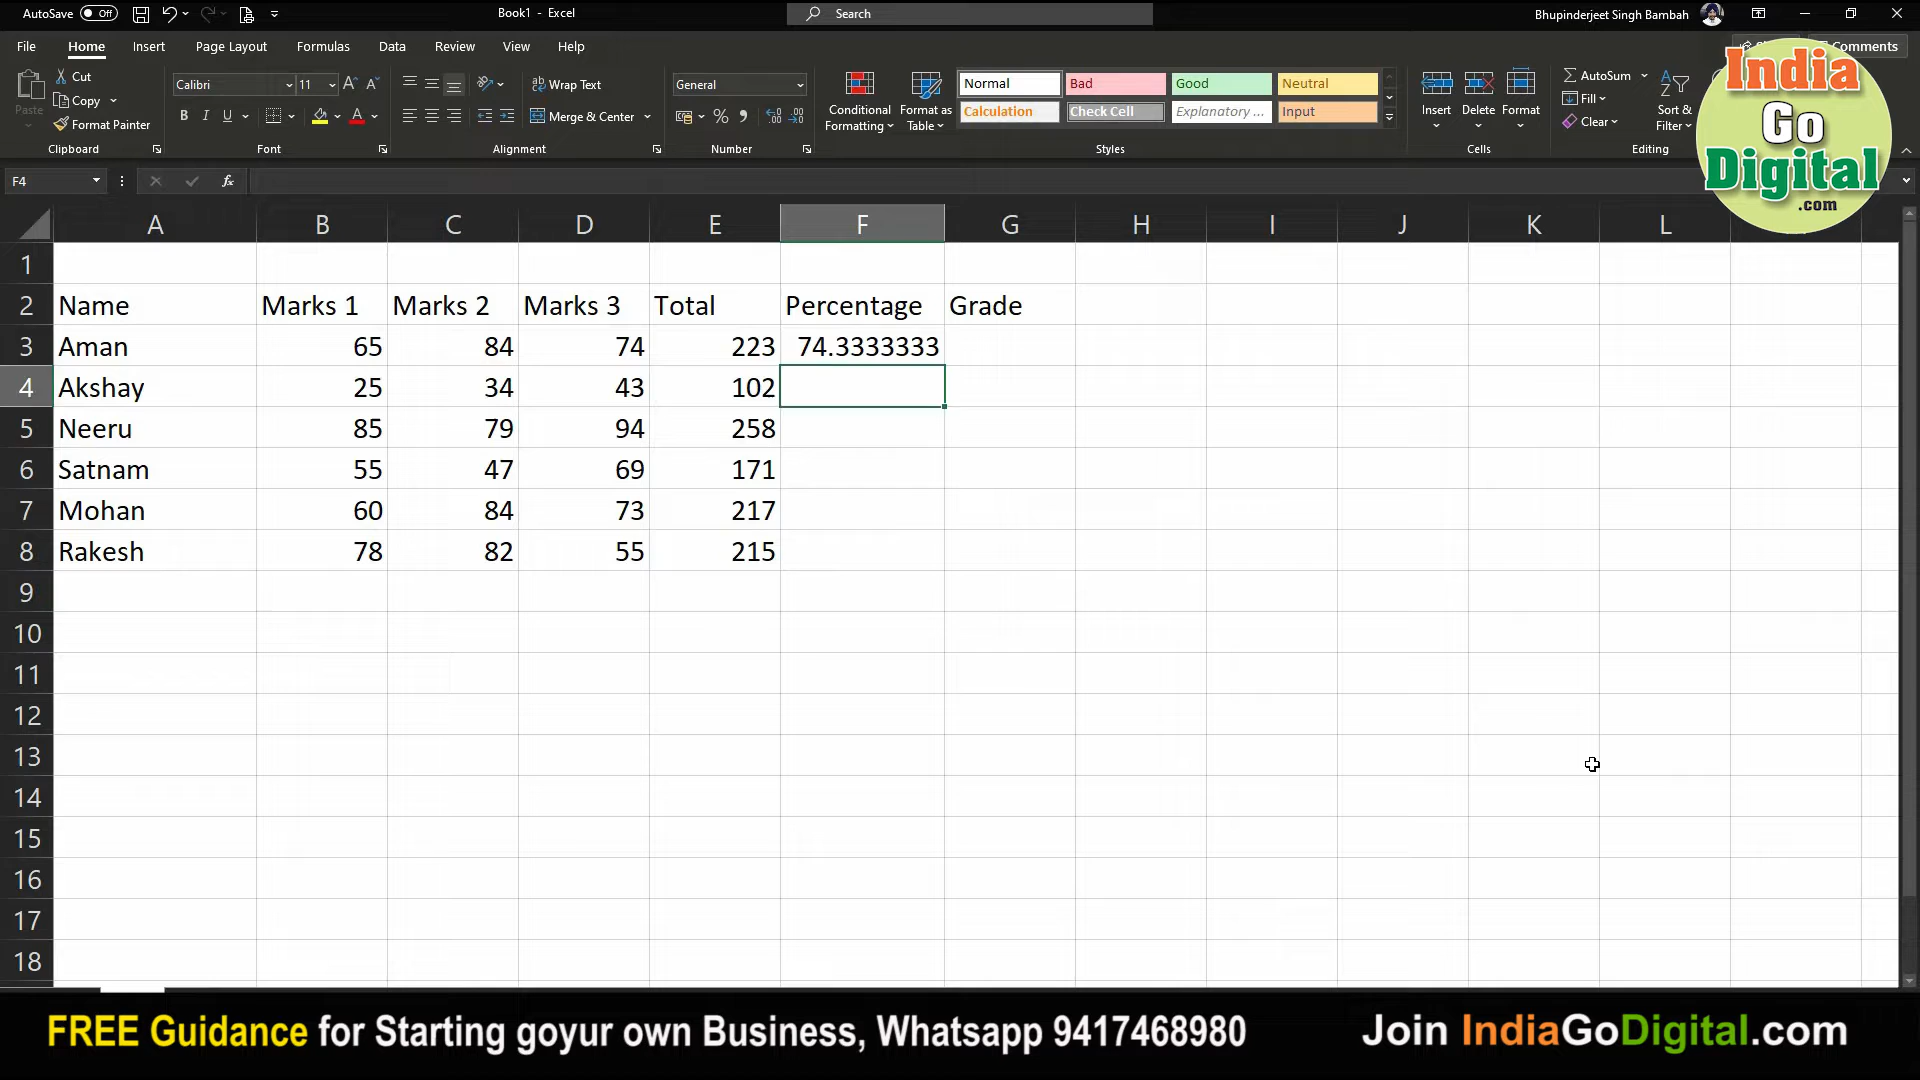 AutoSave Off Book1 - Excel Search Bhupinderjeet Singh Bambah
File Home Insert Page Layout Formulas Data Review View Help Comments
Paste Cut Copy Format Painter Clipboard
Calibri 11 B I U A Font
Wrap Text Merge & Center Alignment
General % Number
Conditional Formatting Format as Table Normal Bad Good Neutral
Calculation Check Cell Explanatory ... Input Styles
Insert Delete Format Cells
AutoSum Fill Clear Sort & Filter Editing
India
Go
Digital
.com
F4 fx
A B C D E F G H I J K L
1
2 Name Marks 1 Marks 2 Marks 3 Total Percentage Grade
3 Aman 65 84 74 223 74.3333333
4 Akshay 25 34 43 102
5 Neeru 85 79 94 258
6 Satnam 55 47 69 171
7 Mohan 60 84 73 217
8 Rakesh 78 82 55 215
9
10
11
12
13
14
15
16
17
18
FREE Guidance for Starting goyur own Business, Whatsapp 9417468980 Join IndiaGoDigital.com